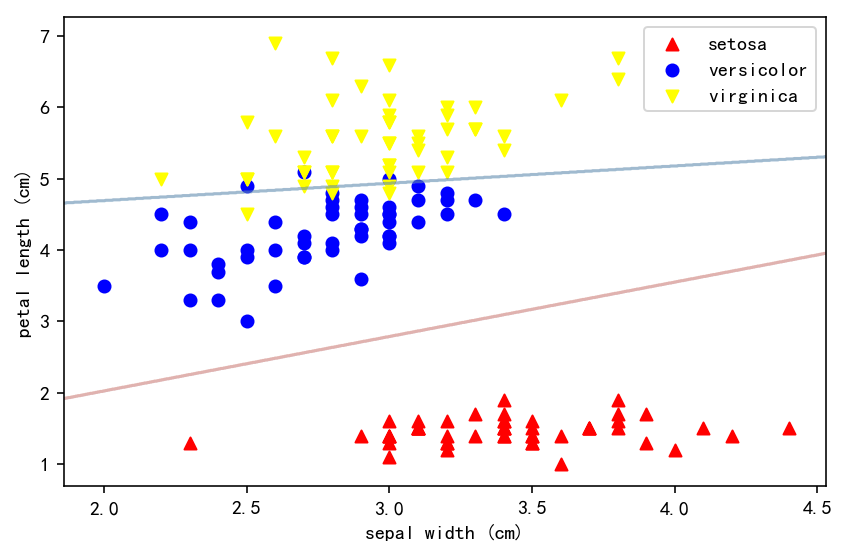 setosa
versicolor
virginica
7
6
5
4
3
2
1
petal length (cm)
2.0 2.5 3.0 3.5 4.0 4.5
sepal width (cm)